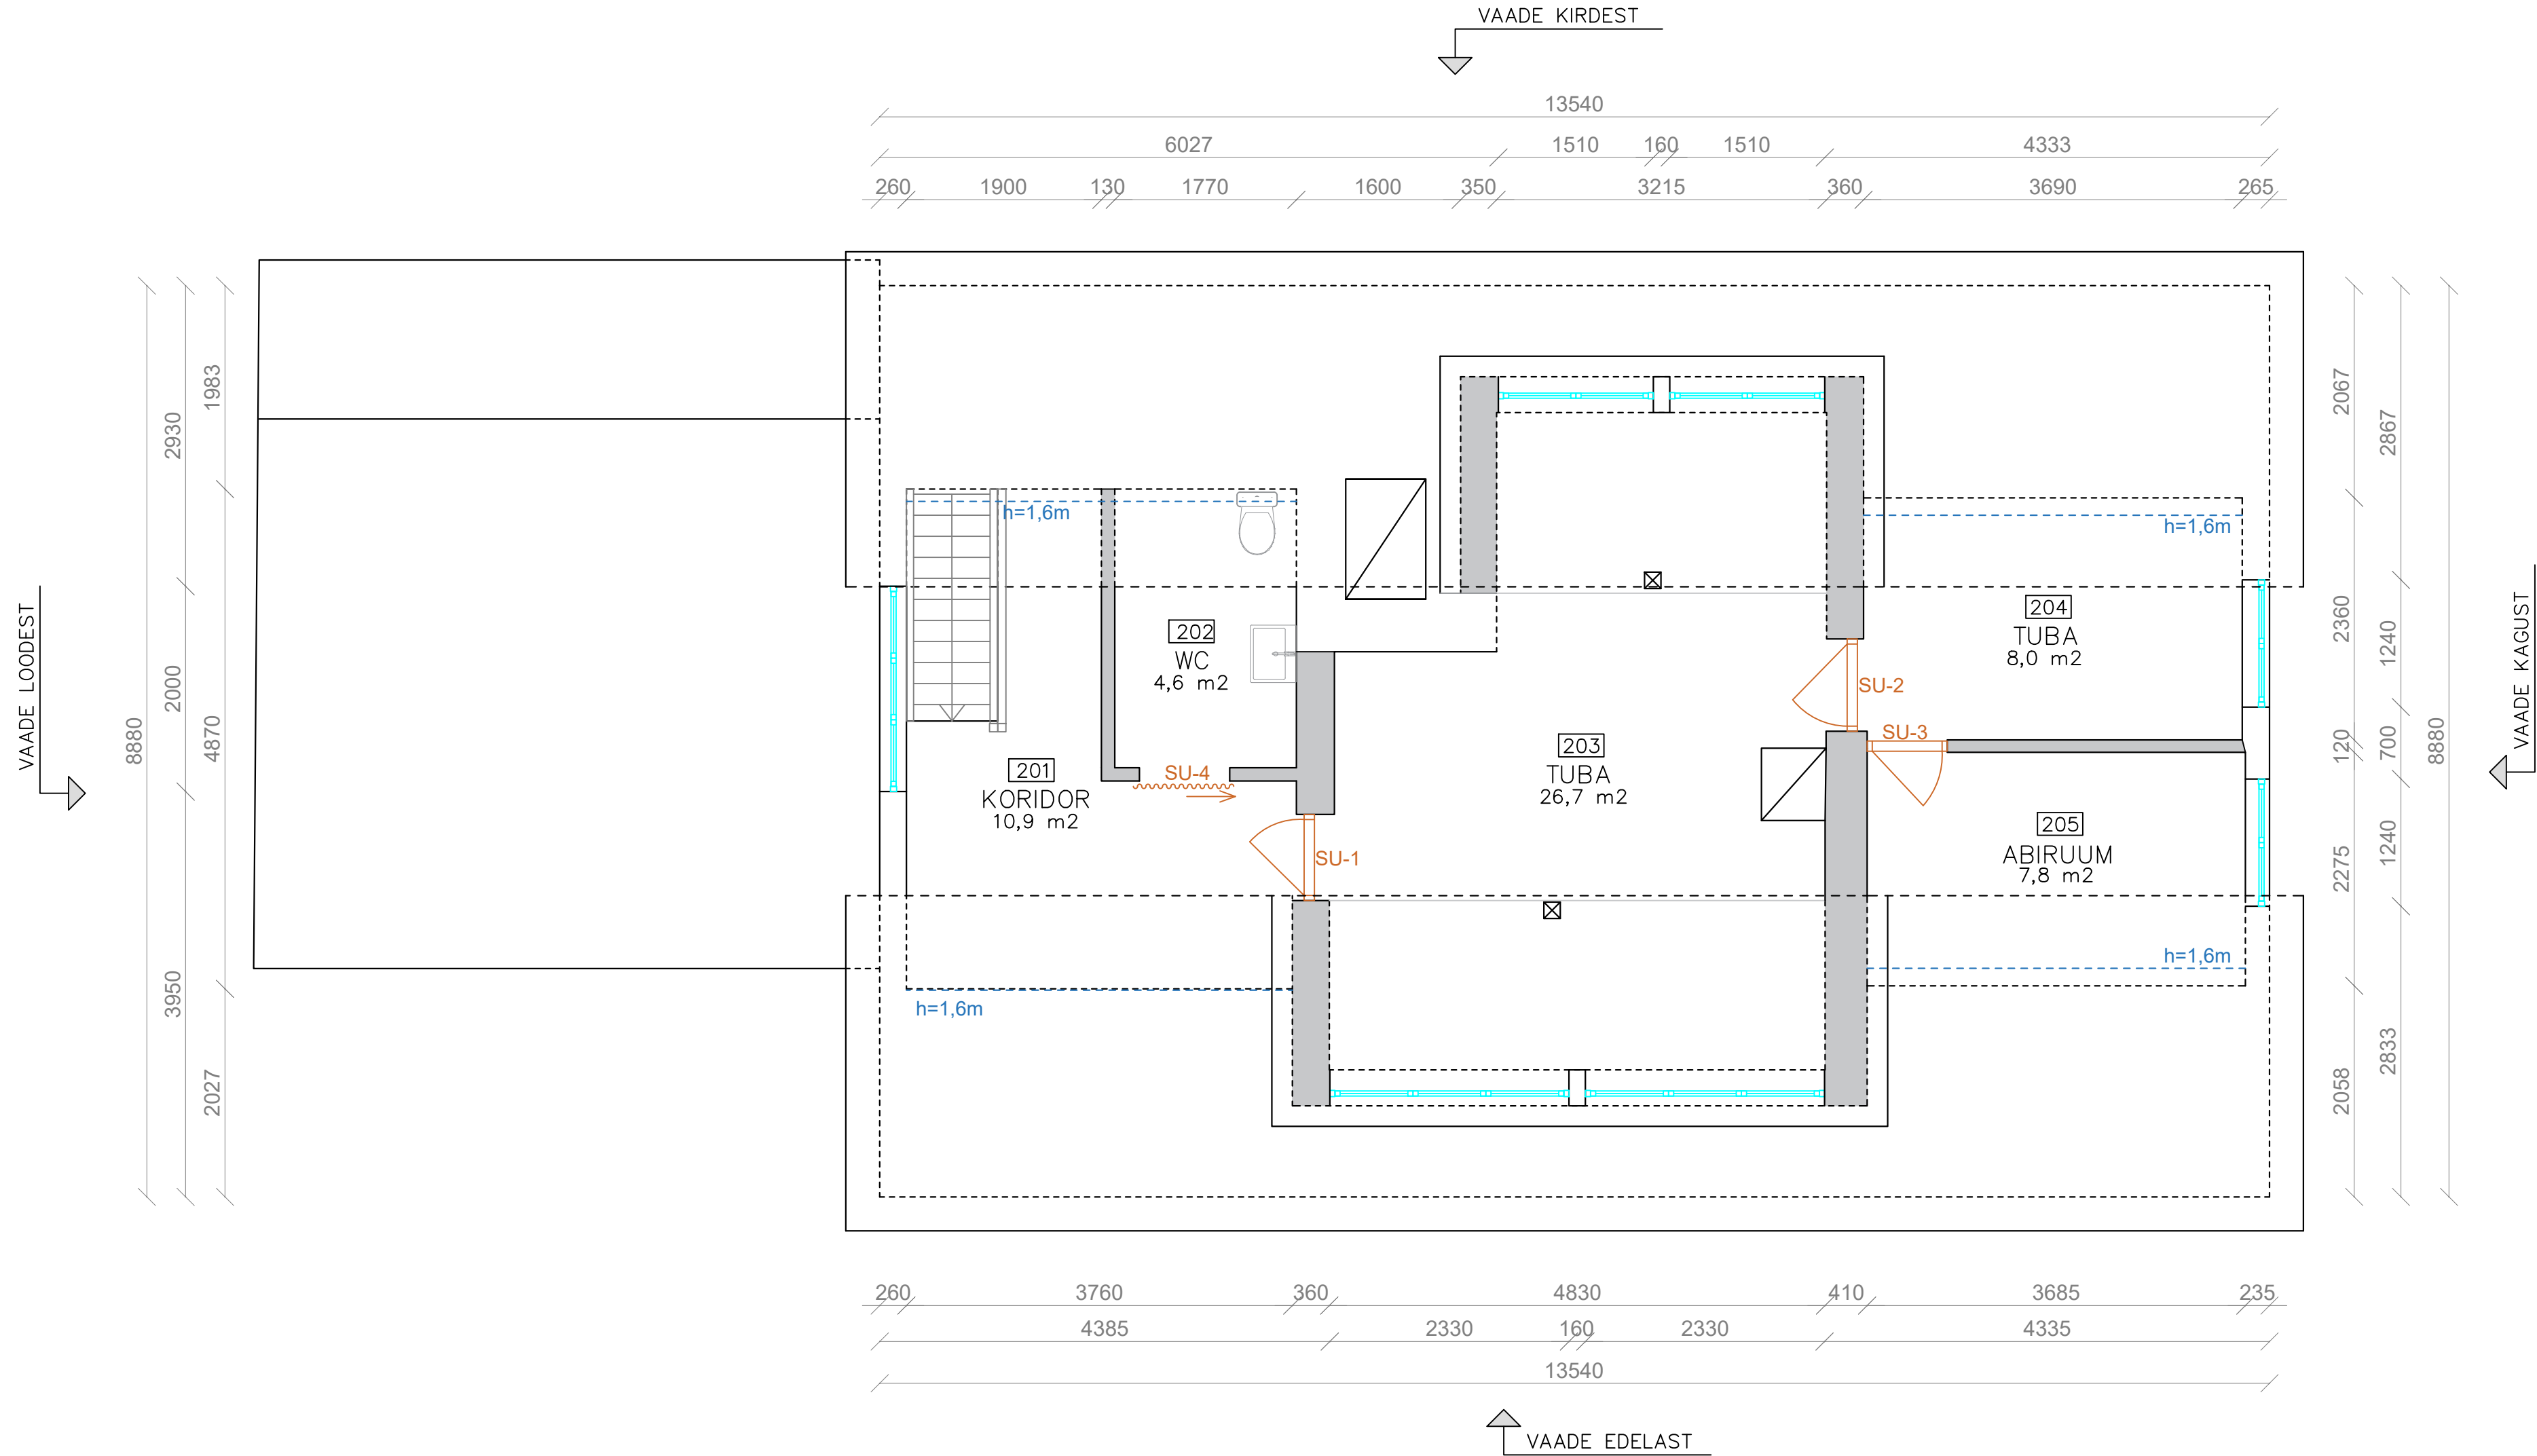 VAADE KIRDEST
13540
6027 1510 160 1510 4333
260 1900 130 1770 1600 350 3215 360 3690 265
VAADE LOODEST
8880
2930 2000 3950
1983 4870 2027
h=1,6m
h=1,6m
202
WC
4,6 m2
204
TUBA
8,0 m2
SU-2
SU-3
201
KORIDOR
10,9 m2
SU-4
203
TUBA
26,7 m2
SU-1
205
ABIRUUM
7,8 m2
h=1,6m
h=1,6m
2067 2360 120 2275 2058
2867 1240 700 1240 2833
8880
VAADE KAGUST
260 3760 360 4830 410 3685 235
4385 2330 160 2330 4335
13540
VAADE EDELAST